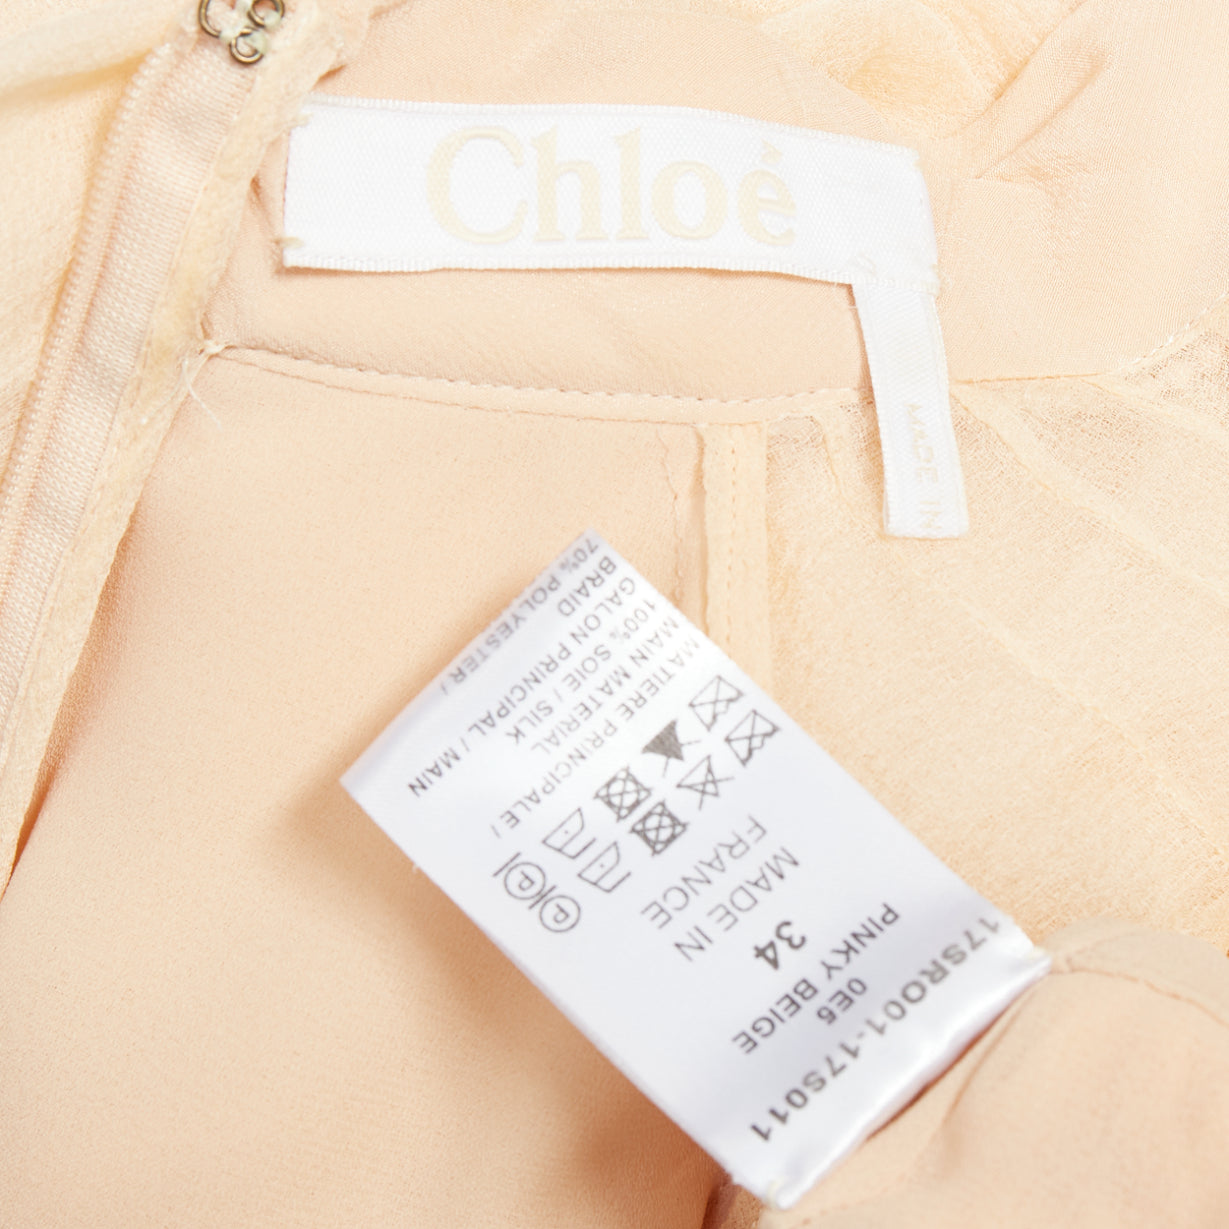 Chloé
MADE IN
17SRO01-17S011
0E6
PINKY BEIGE
34
MADE IN
FRANCE
P P
MATIERE PRINCIPALE /
MAIN MATERIAL
100% SOIE / SILK
GALON PRINCIPAL / MAIN
BRAID
70% POLYESTER /